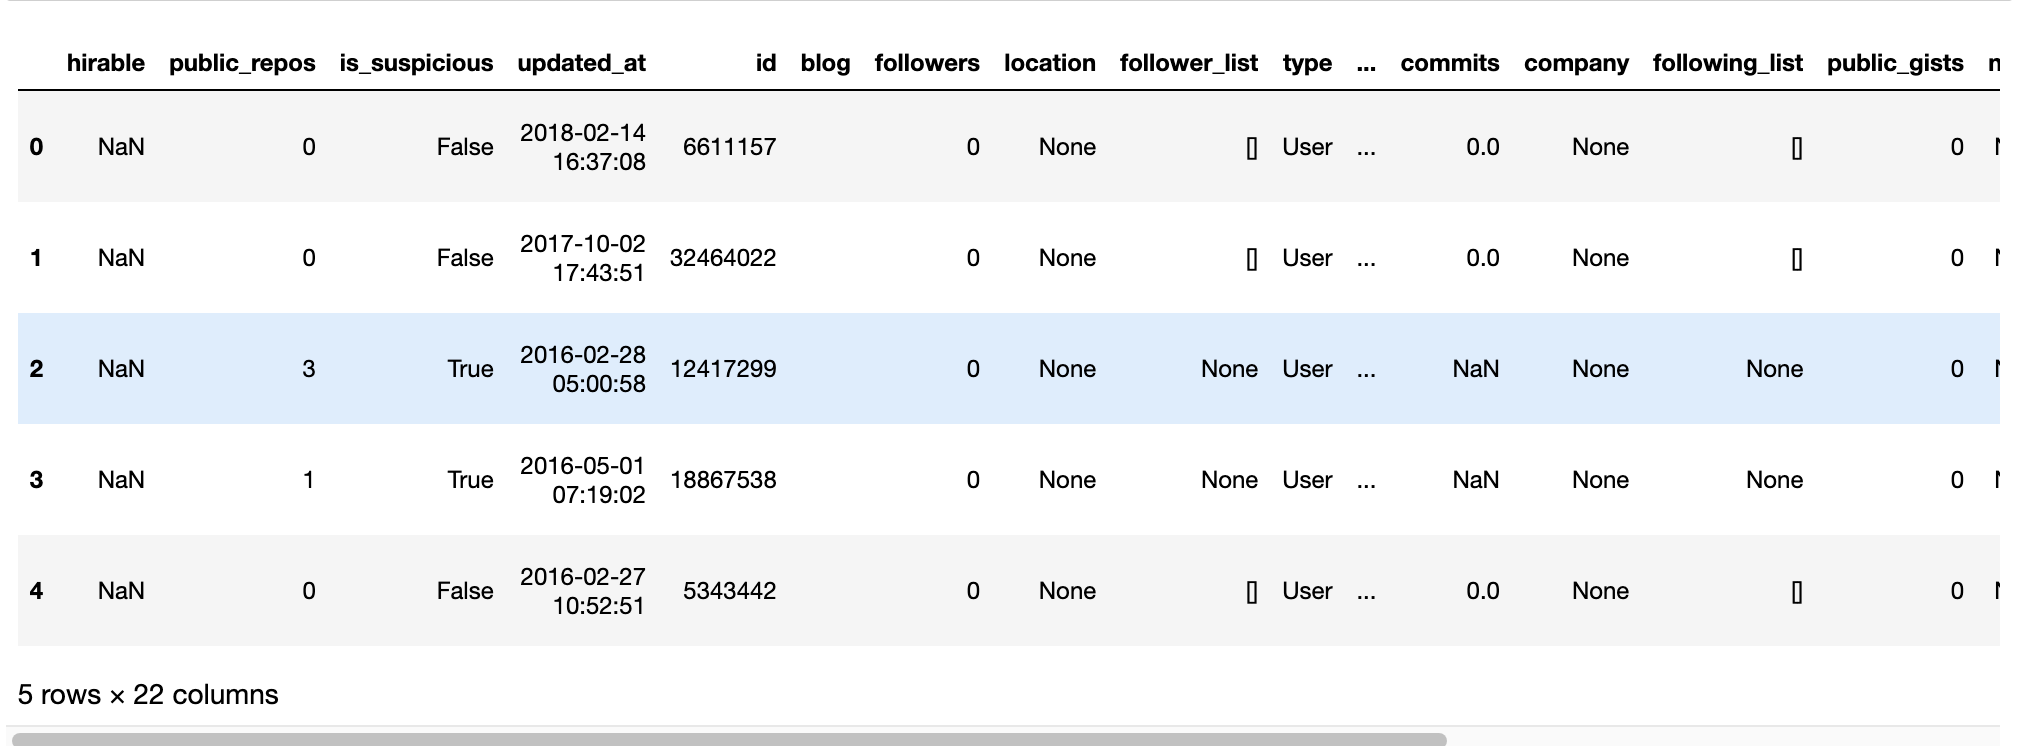 hirable public_repos is_suspicious updated_at id blog followers location follower_list type ... commits company following_list public_gists n
0 NaN 0 False 2018-02-14 16:37:08 6611157 0 None [] User ... 0.0 None [] 0
1 NaN 0 False 2017-10-02 17:43:51 32464022 0 None [] User ... 0.0 None [] 0
2 NaN 3 True 2016-02-28 05:00:58 12417299 0 None None User ... NaN None None 0
3 NaN 1 True 2016-05-01 07:19:02 18867538 0 None None User ... NaN None None 0
4 NaN 0 False 2016-02-27 10:52:51 5343442 0 None [] User ... 0.0 None [] 0
5 rows × 22 columns